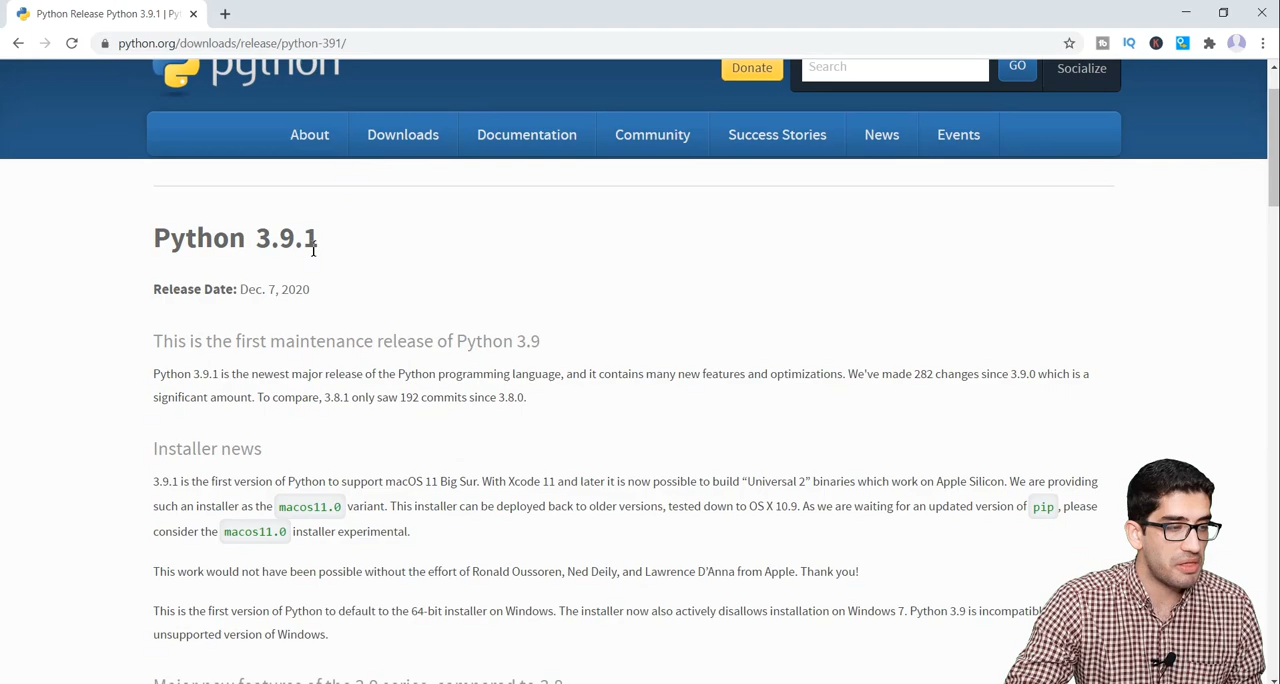 Python Release Python 3.9.1 | Py
python.org/downloads/release/python-391/
python
Donate
Search
GO
Socialize
About Downloads Documentation Community Success Stories News Events
Python 3.9.1
Release Date: Dec. 7, 2020
This is the first maintenance release of Python 3.9
Python 3.9.1 is the newest major release of the Python programming language, and it contains many new features and optimizations. We've made 282 changes since 3.9.0 which is a
significant amount. To compare, 3.8.1 only saw 192 commits since 3.8.0.
Installer news
3.9.1 is the first version of Python to support macOS 11 Big Sur. With Xcode 11 and later it is now possible to build “Universal 2” binaries which work on Apple Silicon. We are providing
such an installer as the macos11.0 variant. This installer can be deployed back to older versions, tested down to OS X 10.9. As we are waiting for an updated version of pip, please
consider the macos11.0 installer experimental.
This work would not have been possible without the effort of Ronald Oussoren, Ned Deily, and Lawrence D’Anna from Apple. Thank you!
This is the first version of Python to default to the 64-bit installer on Windows. The installer now also actively disallows installation on Windows 7. Python 3.9 is
unsupported version of Windows.
Major new features of the 3.9 series, compared to 3.8